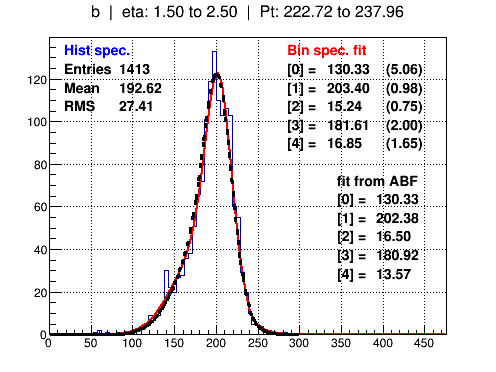 b | eta: 1.50 to 2.50 | Pt: 222.72 to 237.96
Hist spec.
Entries 1413
Mean 192.62
RMS 27.41
Bin spec. fit
[0] = 130.33 (5.06)
[1] = 203.40 (0.98)
[2] = 15.24 (0.75)
[3] = 181.61 (2.00)
[4] = 16.85 (1.65)
fit from ABF
[0] = 130.33
[1] = 202.38
[2] = 16.50
[3] = 180.92
[4] = 13.57
120
100
80
60
40
20
0
0 50 100 150 200 250 300 350 400 450